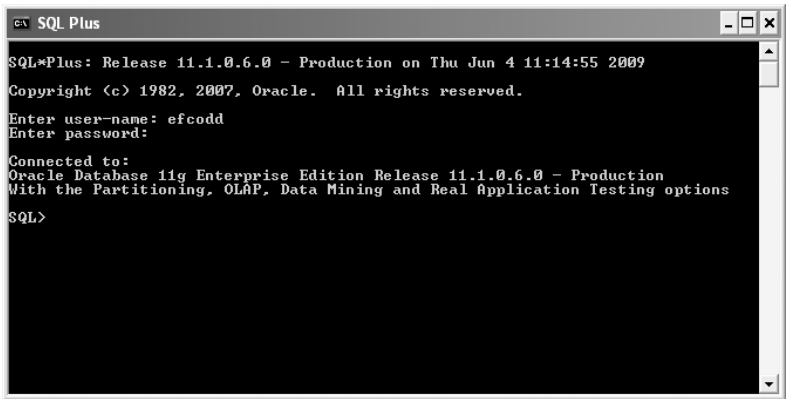 SQL Plus
SQL*Plus: Release 11.1.0.6.0 - Production on Thu Jun 4 11:14:55 2009
Copyright (c) 1982, 2007, Oracle.  All rights reserved.
Enter user-name: efcodd
Enter password:
Connected to:
Oracle Database 11g Enterprise Edition Release 11.1.0.6.0 - Production
With the Partitioning, OLAP, Data Mining and Real Application Testing options
SQL>